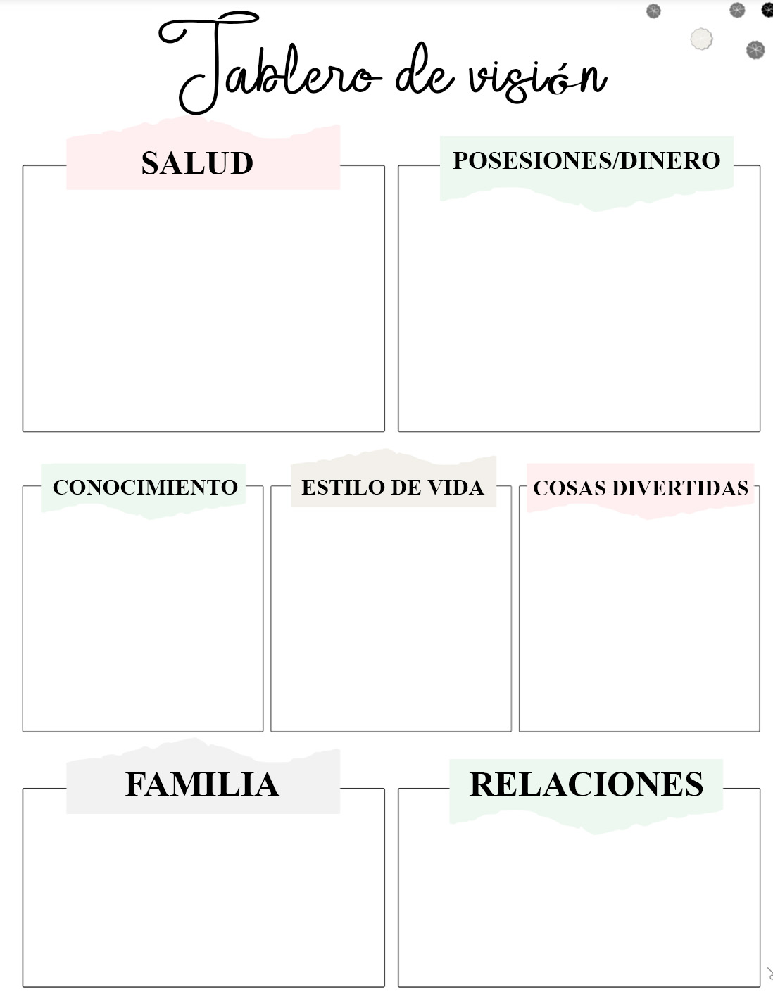 Tablero de visión
SALUD
POSESIONES/DINERO
CONOCIMIENTO
ESTILO DE VIDA
COSAS DIVERTIDAS
FAMILIA
RELACIONES